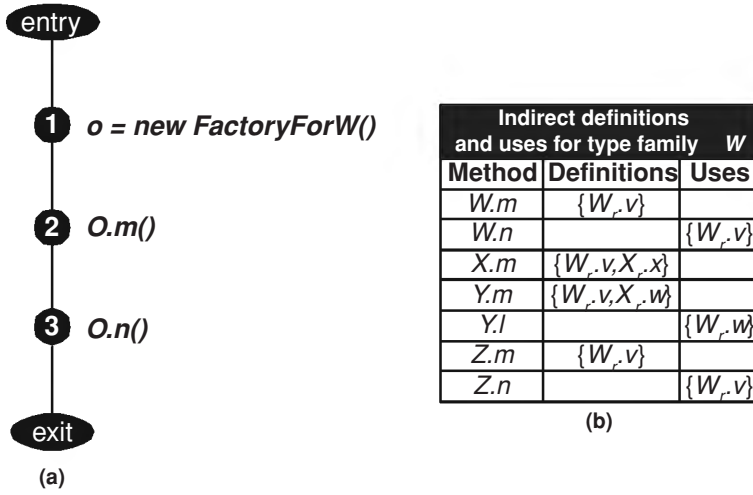 entry
1 o = new FactoryForW()
2 O.m()
3 O.n()
exit
(a)
Indirect definitions
and uses for type family W
Method Definitions Uses
W.m {W_r.v}
W.n {W_r.v}
X.m {W_r.v,X_r.x}
Y.m {W_r.v,X_r.w}
Y.l {W_r.w}
Z.m {W_r.v}
Z.n {W_r.v}
(b)